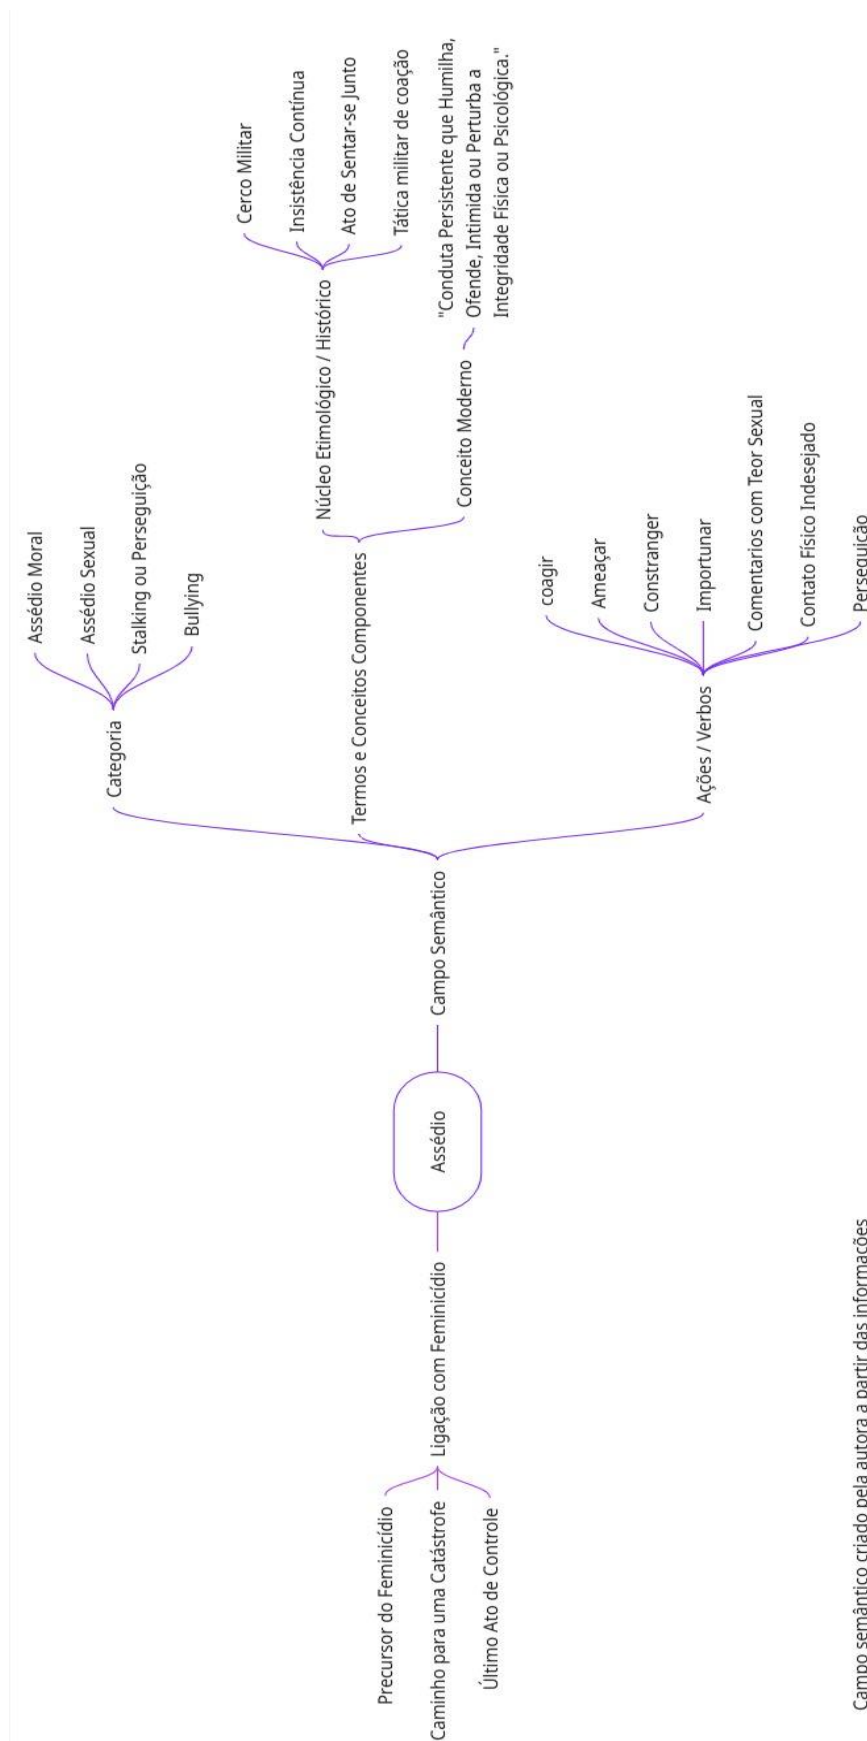 Precursor do Feminicídio
Caminho para uma Catástrofe
Último Ato de Controle
Ligação com Feminicídio
Assédio
Campo Semântico
Categoria
Assédio Moral
Assédio Sexual
Stalking ou Perseguição
Bullying
Termos e Conceitos Componentes
Núcleo Etimológico / Histórico
Cerco Militar
Insistência Contínua
Ato de Sentar-se Junto
Tática militar de coação
Conceito Moderno
"Conduta Persistente que Humilha,
Ofende, Intimida ou Perturba a
Integridade Física ou Psicológica."
Ações / Verbos
coagir
Ameaçar
Constranger
Importunar
Comentarios com Teor Sexual
Contato Físico Indesejado
Perseguição
Campo semântico criado pela autora a partir das informações